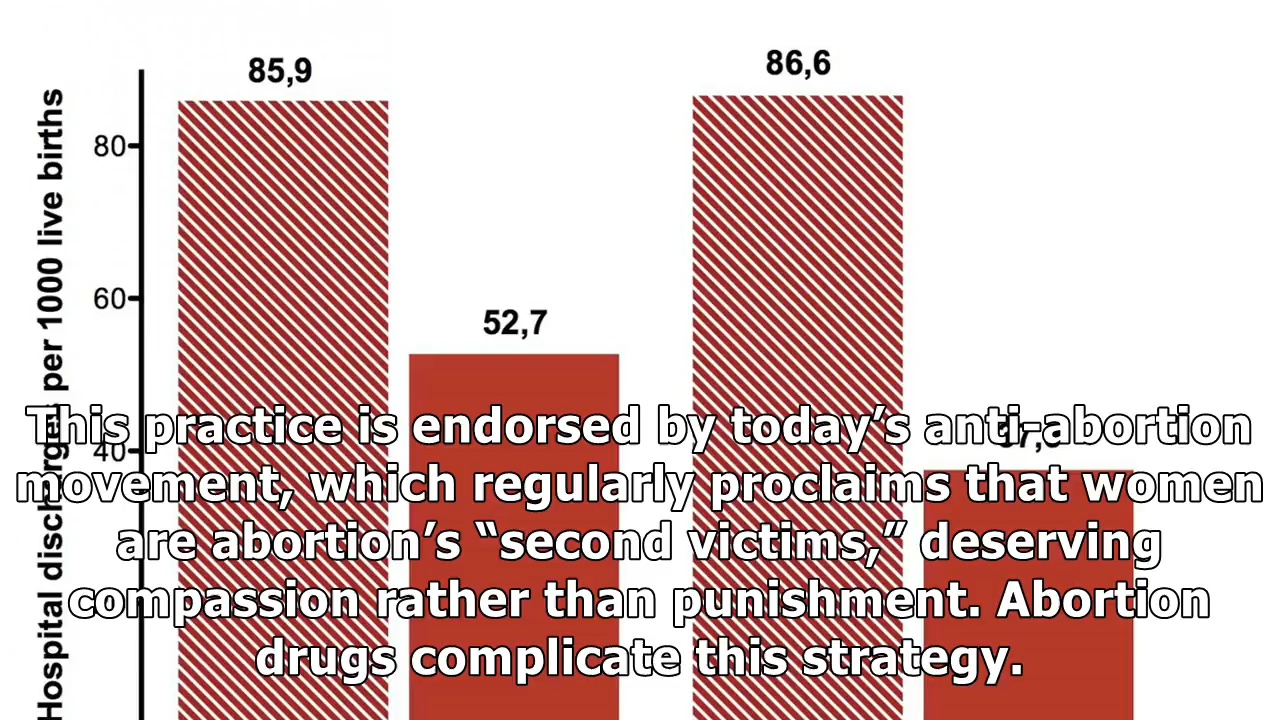 85,9
86,6
80
60
52,7
40
Hospital discharges per 1000 live births
This practice is endorsed by today’s anti-abortion
movement, which regularly proclaims that women
are abortion’s “second victims,” deserving
compassion rather than punishment. Abortion
drugs complicate this strategy.